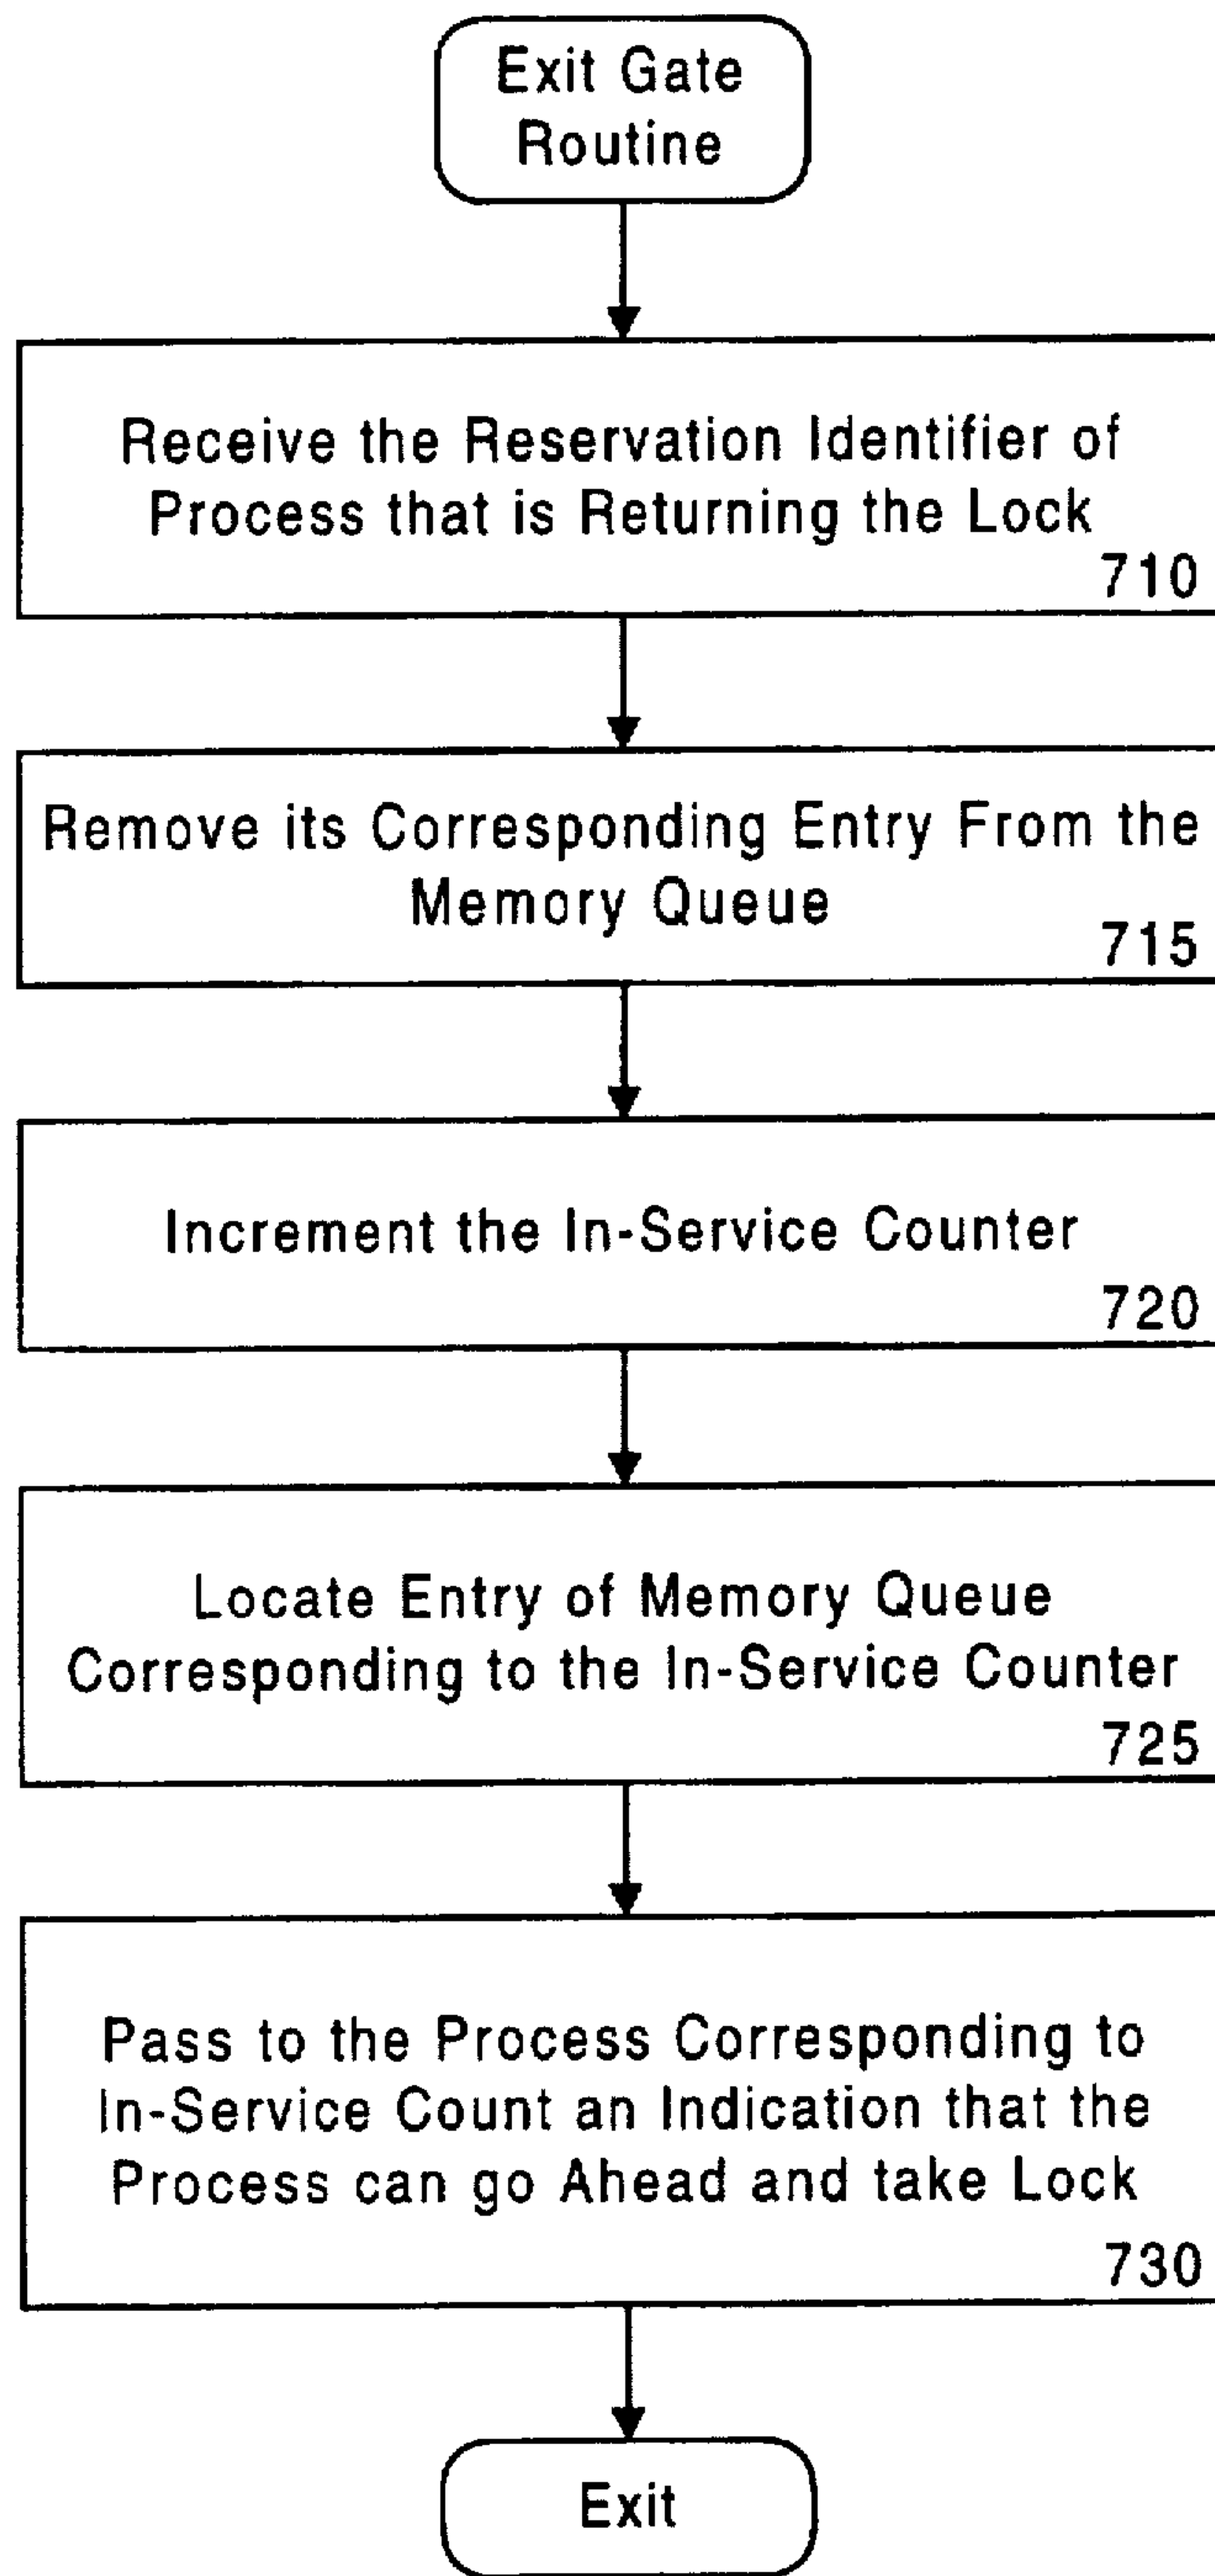 Exit Gate
Routine
Receive the Reservation Identifier of
Process that is Returning the Lock
710
Remove its Corresponding Entry From the
Memory Queue
715
Increment the In-Service Counter
720
Locate Entry of Memory Queue
Corresponding to the In-Service Counter
725
Pass to the Process Corresponding to
In-Service Count an Indication that the
Process can go Ahead and take Lock
730
Exit